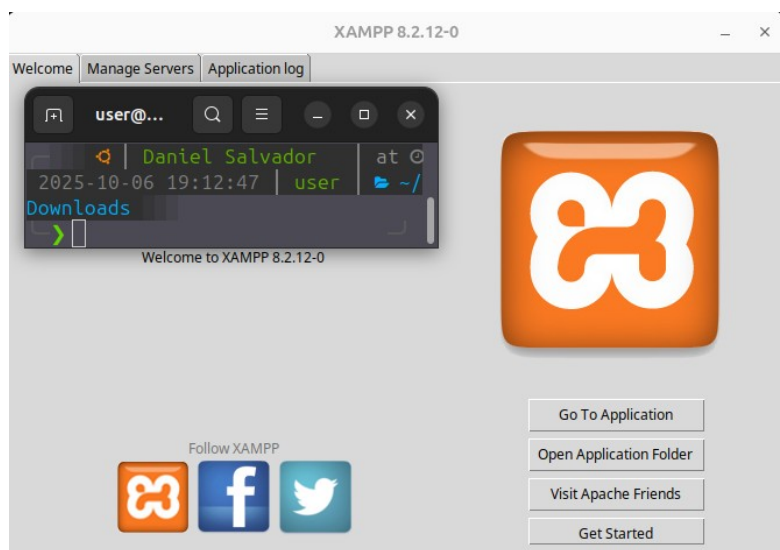 XAMPP 8.2.12-0
Welcome Manage Servers Application log
user@...
Daniel Salvador at
2025-10-06 19:12:47 user ~/
Downloads
❯
Welcome to XAMPP 8.2.12-0
Follow XAMPP
Go To Application
Open Application Folder
Visit Apache Friends
Get Started